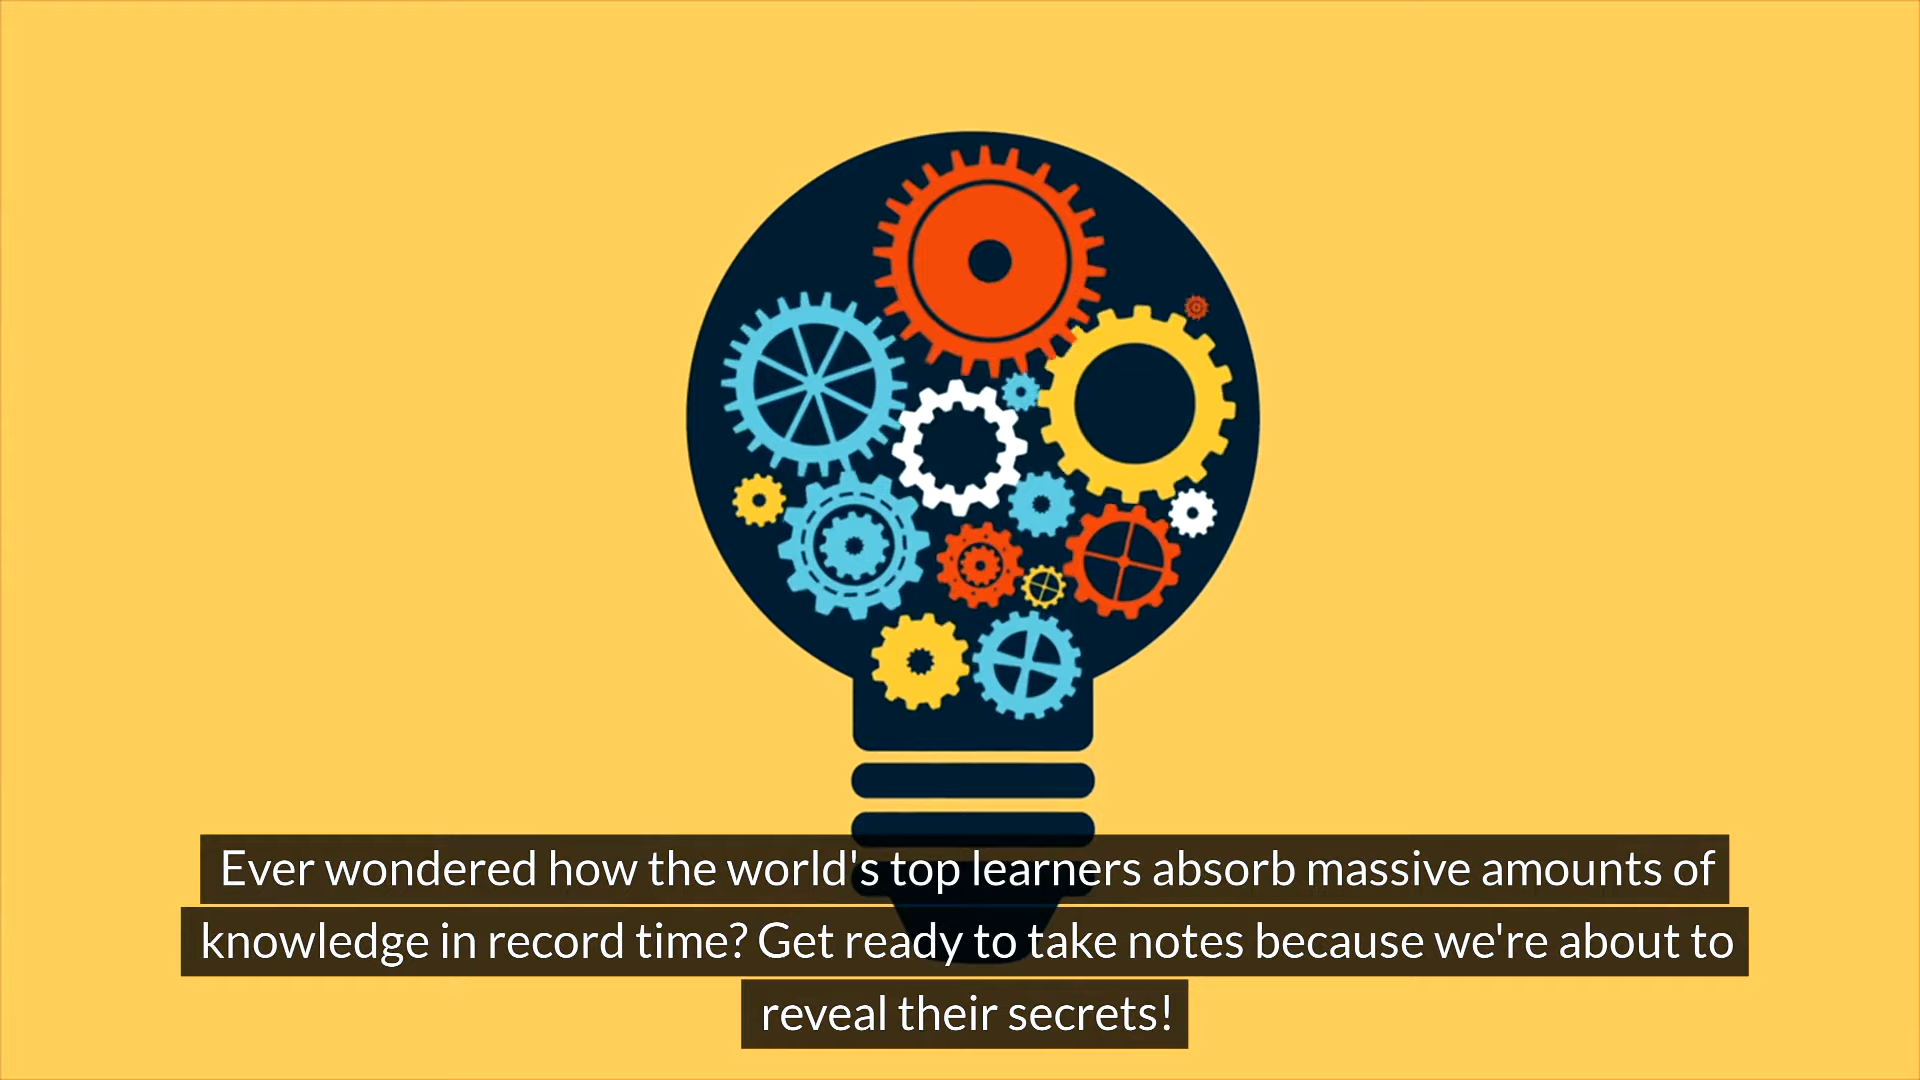 Ever wondered how the world's top learners absorb massive amounts of
knowledge in record time? Get ready to take notes because we're about to
reveal their secrets!